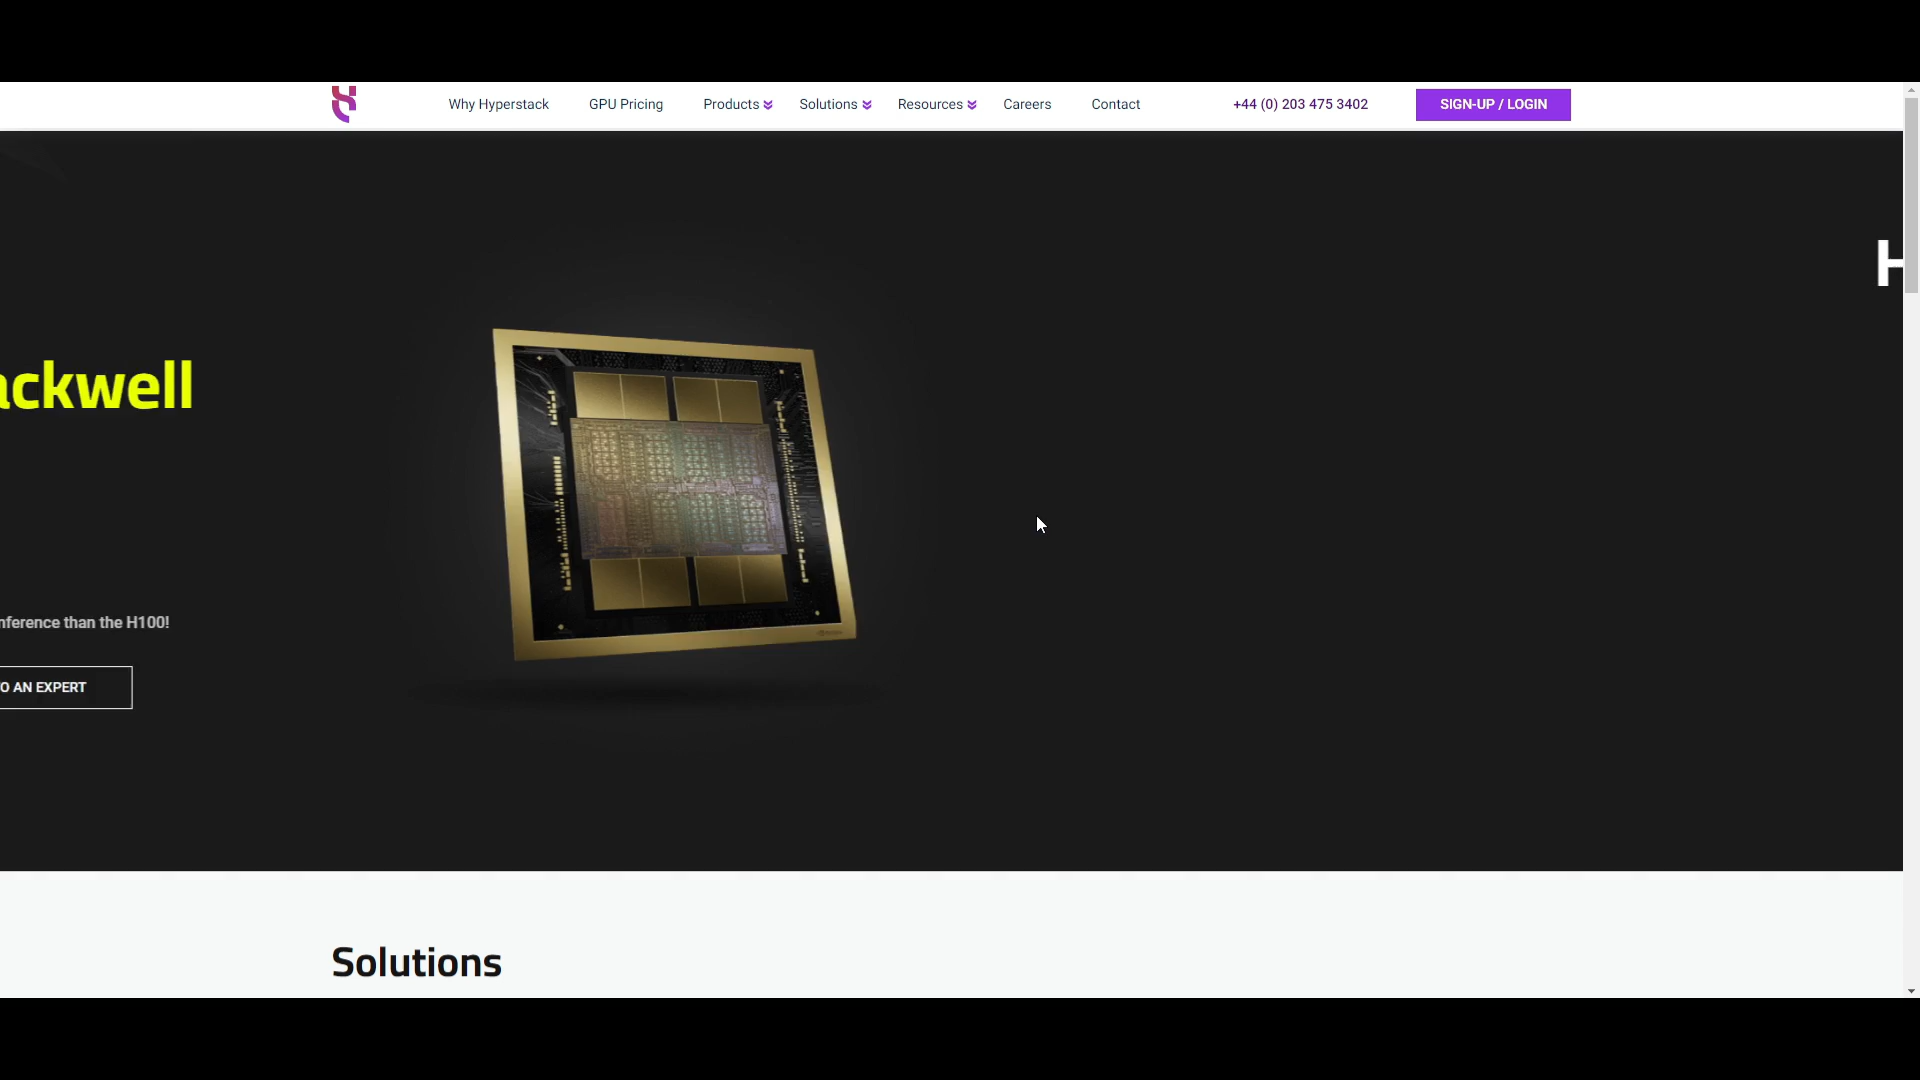 Why Hyperstack GPU Pricing Products Solutions Resources Careers Contact +44 (0) 203 475 3402 SIGN-UP / LOGIN
H
ackwell
nference than the H100!
O AN EXPERT
Solutions